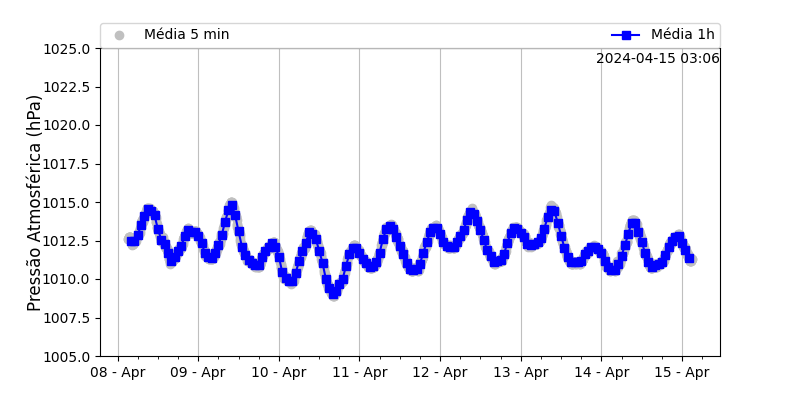 Média 5 min
Média 1h
2024-04-15 03:06
Pressão Atmosférica (hPa)
1025.0
1022.5
1020.0
1017.5
1015.0
1012.5
1010.0
1007.5
1005.0
08 - Apr
09 - Apr
10 - Apr
11 - Apr
12 - Apr
13 - Apr
14 - Apr
15 - Apr